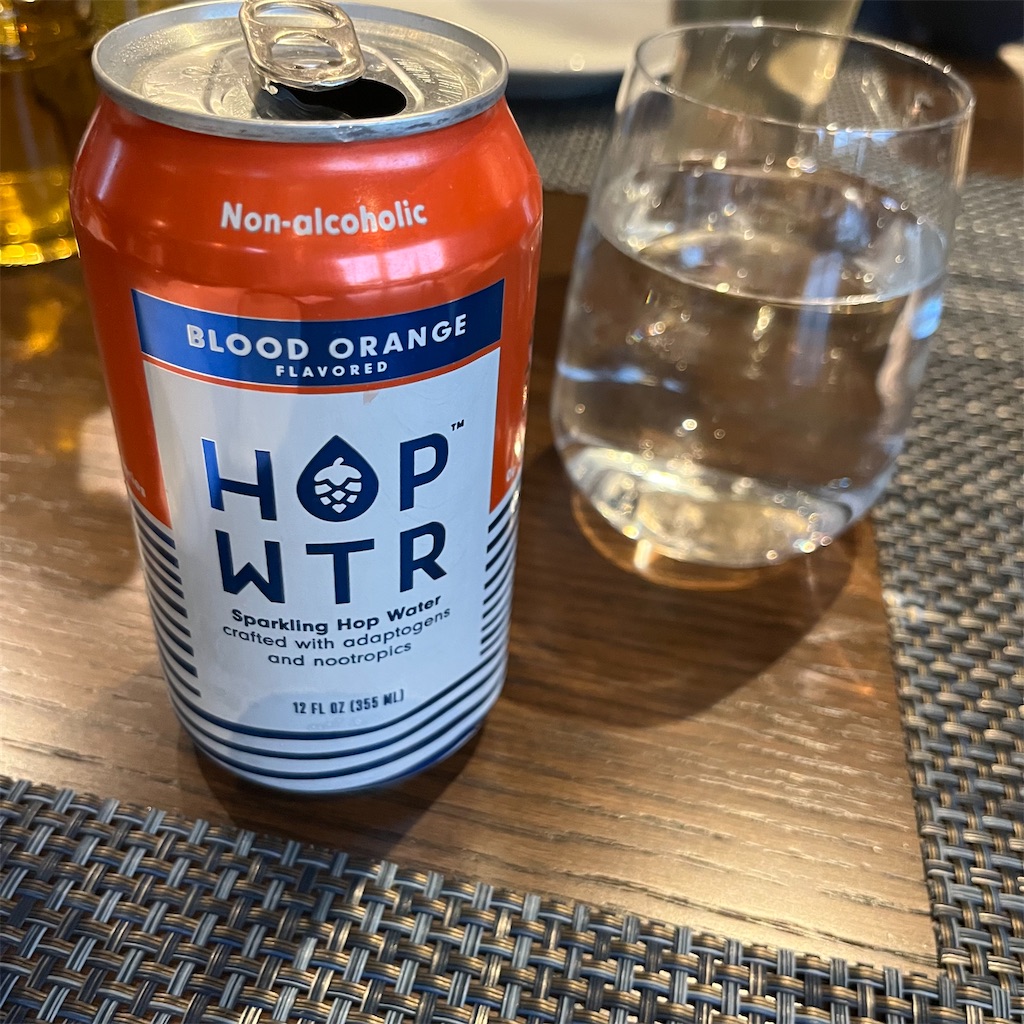 Non-alcoholic
BLOOD ORANGE
FLAVORED
HOP™
WTR
Sparkling Hop Water
crafted with adaptogens
and nootropics
12 FL OZ (355 ML)